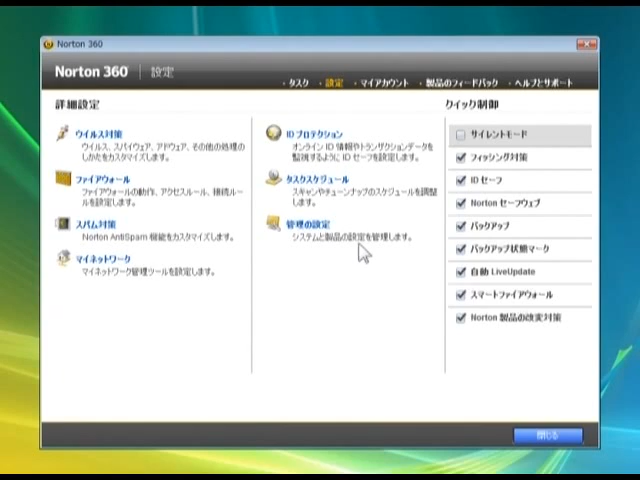 Norton 360
Norton 360 設定
・タスク ・設定 ・マイアカウント ・製品のフィードバック ・ヘルプとサポート
詳細設定
ウイルス対策
ウイルス、スパイウェア、アドウェア、その他の処理の
しかたをカスタマイズします。
ファイアウォール
ファイアウォールの動作、アクセスルール、接続ルー
ルを設定します。
スパム対策
Norton AntiSpam 機能をカスタマイズします。
マイネットワーク
マイネットワーク管理ツールを設定します。
ID プロテクション
オンライン ID 情報やトランザクションデータを
監視するように ID セーフを設定します。
タスクスケジュール
スキャンやチューンナップのスケジュールを調整
します。
管理の設定
システムと製品の設定を管理します。
クイック制御
サイレントモード
フィッシング対策
ID セーフ
Norton セーフウェブ
バックアップ
バックアップ状態マーク
自動 LiveUpdate
スマートファイアウォール
Norton 製品の改変対策
閉じる